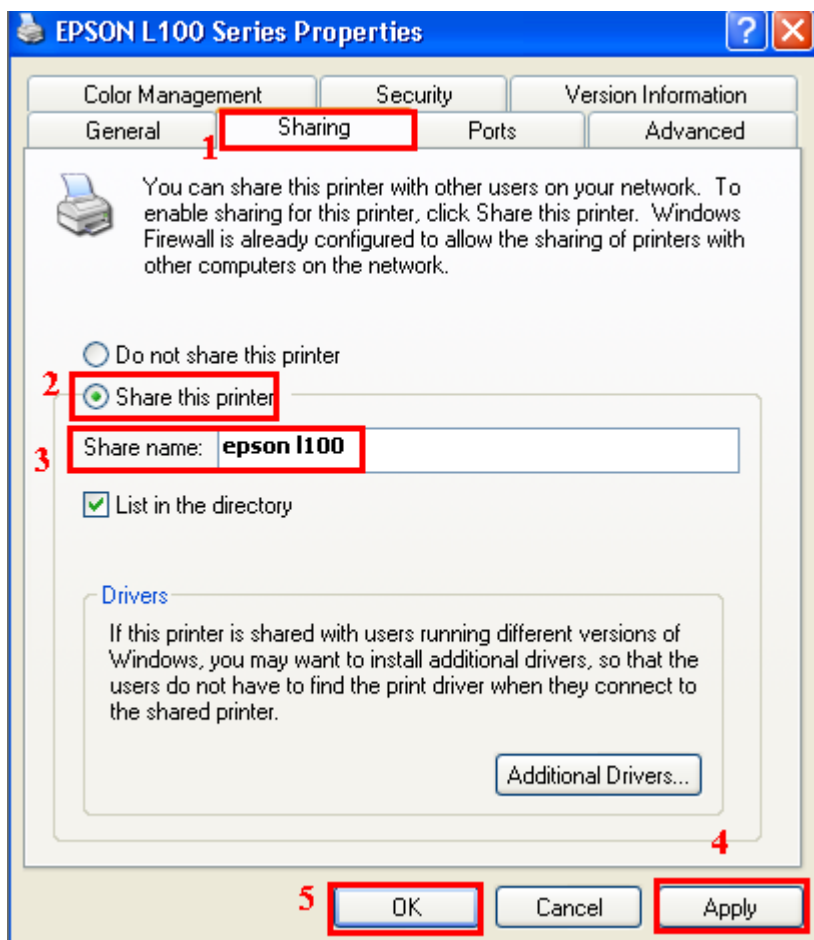 EPSON L100 Series Properties
Color Management Security Version Information
General Sharing Ports Advanced
1
You can share this printer with other users on your network. To
enable sharing for this printer, click Share this printer. Windows
Firewall is already configured to allow the sharing of printers with
other computers on the network.
Do not share this printer
2 Share this printer
3 Share name: epson l100
List in the directory
Drivers
If this printer is shared with users running different versions of
Windows, you may want to install additional drivers, so that the
users do not have to find the print driver when they connect to
the shared printer.
Additional Drivers...
4
5 OK Cancel Apply